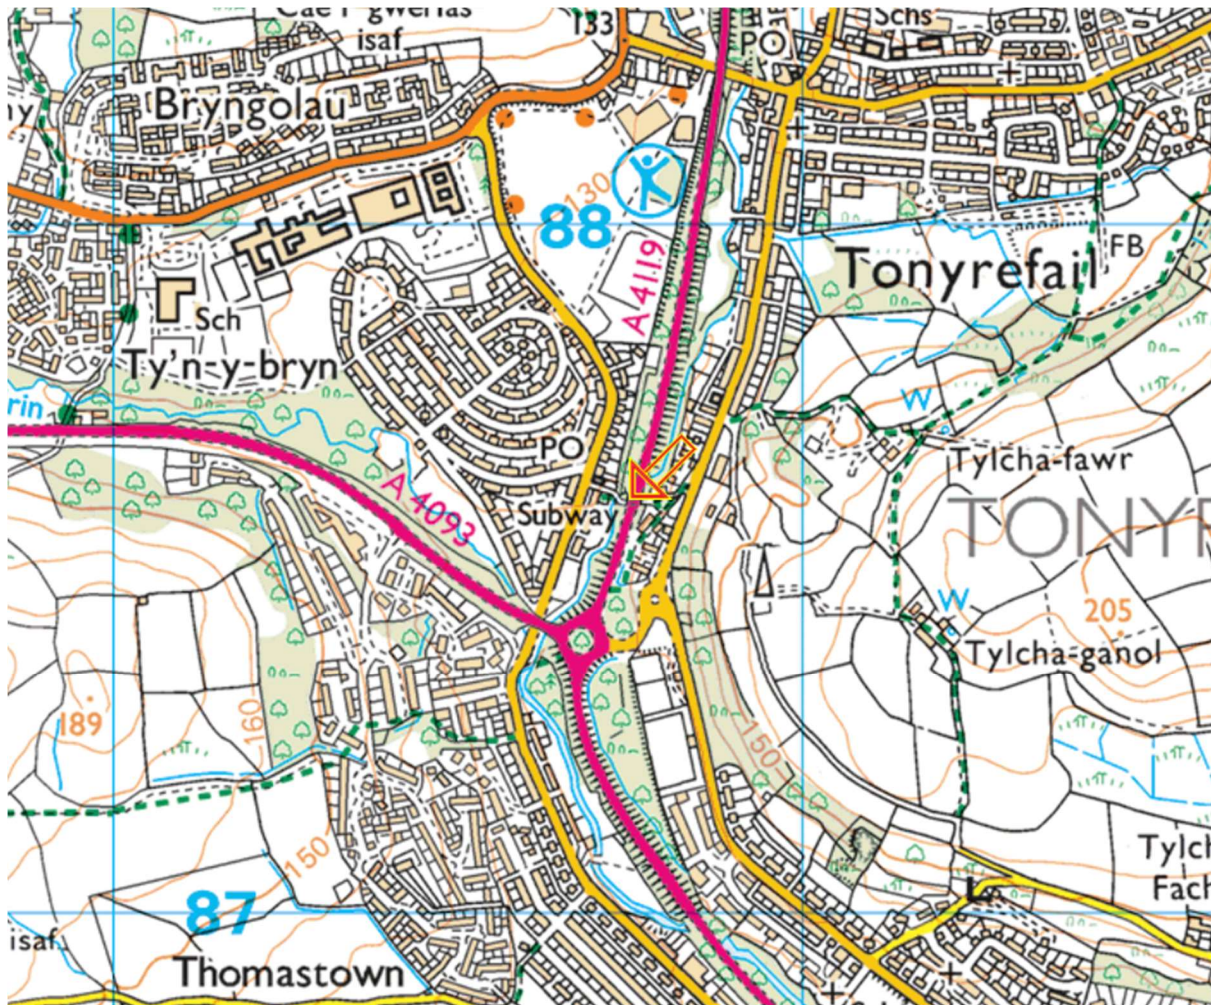 Cae'r-gwerlas
isaf
133
PO
Schs
Bryngolau
130
88
A 4119
FB
Tonyrefail
Sch
Ty'n-y-bryn
rin
W
PO
Tylcha-fawr
A 4093
Subway
TONYR
W
205
Tylcha-ganol
189
160
150
150
Tylch
Fach
L
87
isaf
Thomastown